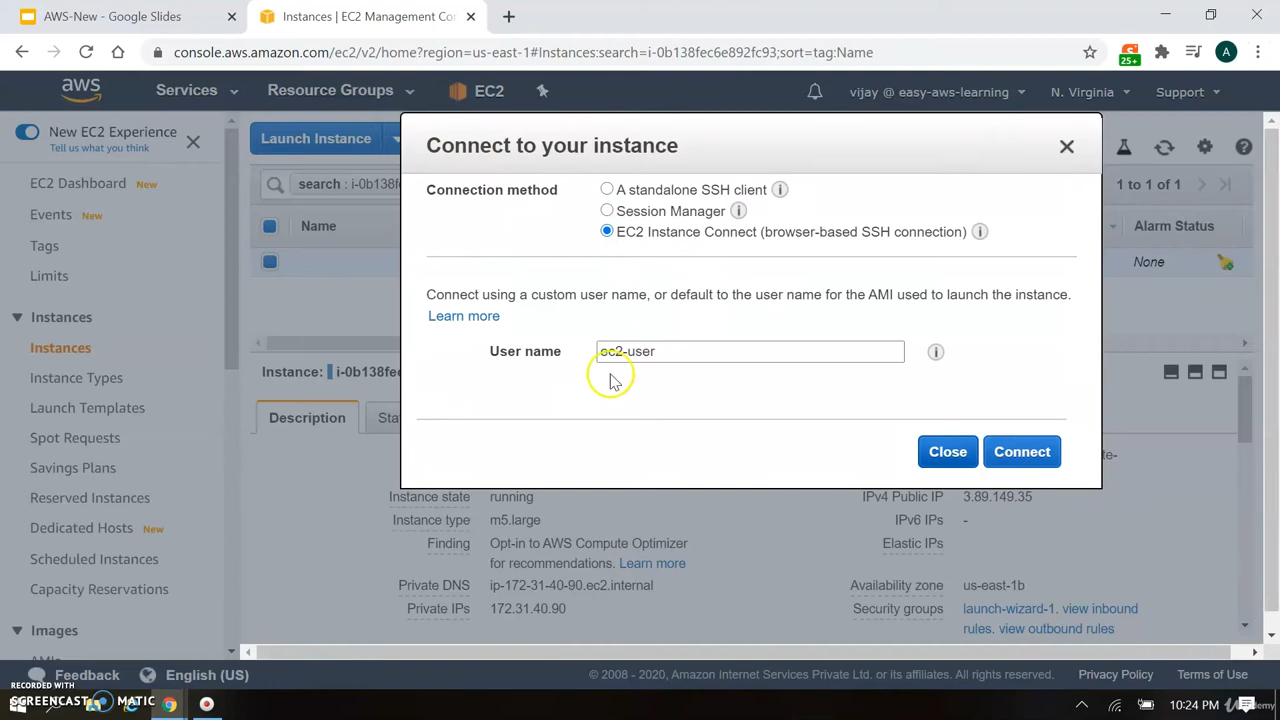 AWS-New - Google Slides
Instances | EC2 Management Con
console.aws.amazon.com/ec2/v2/home?region=us-east-1#Instances:search=i-0b138fec6e892fc93;sort=tag:Name
25+
A
aws
Services
Resource Groups
EC2
vijay @ easy-aws-learning
N. Virginia
Support
New EC2 Experience
Tell us what you think
EC2 Dashboard New
Events New
Tags
Limits
Instances
Instances
Instance Types
Launch Templates
Spot Requests
Savings Plans
Reserved Instances
Dedicated Hosts New
Scheduled Instances
Capacity Reservations
Images
Launch Instance
search : i-0b138f
1 to 1 of 1
Name
Alarm Status
None
Connect to your instance
Connection method
A standalone SSH client
Session Manager
EC2 Instance Connect (browser-based SSH connection)
Connect using a custom user name, or default to the user name for the AMI used to launch the instance.
Learn more
User name
ec2-user
Close
Connect
Instance: i-0b138fec
Description
Sta
Instance state running
Instance type m5.large
Finding Opt-in to AWS Compute Optimizer
for recommendations. Learn more
Private DNS ip-172-31-40-90.ec2.internal
Private IPs 172.31.40.90
IPv4 Public IP 3.89.149.35
IPv6 IPs -
Elastic IPs
Availability zone us-east-1b
Security groups launch-wizard-1. view inbound
rules. view outbound rules
Feedback
English (US)
© 2008 - 2020, Amazon Internet Services Private Ltd. or its affiliates. All rights reserved.
Privacy Policy
Terms of Use
RECORDED WITH
SCREENCAST MATIC
10:24 PM